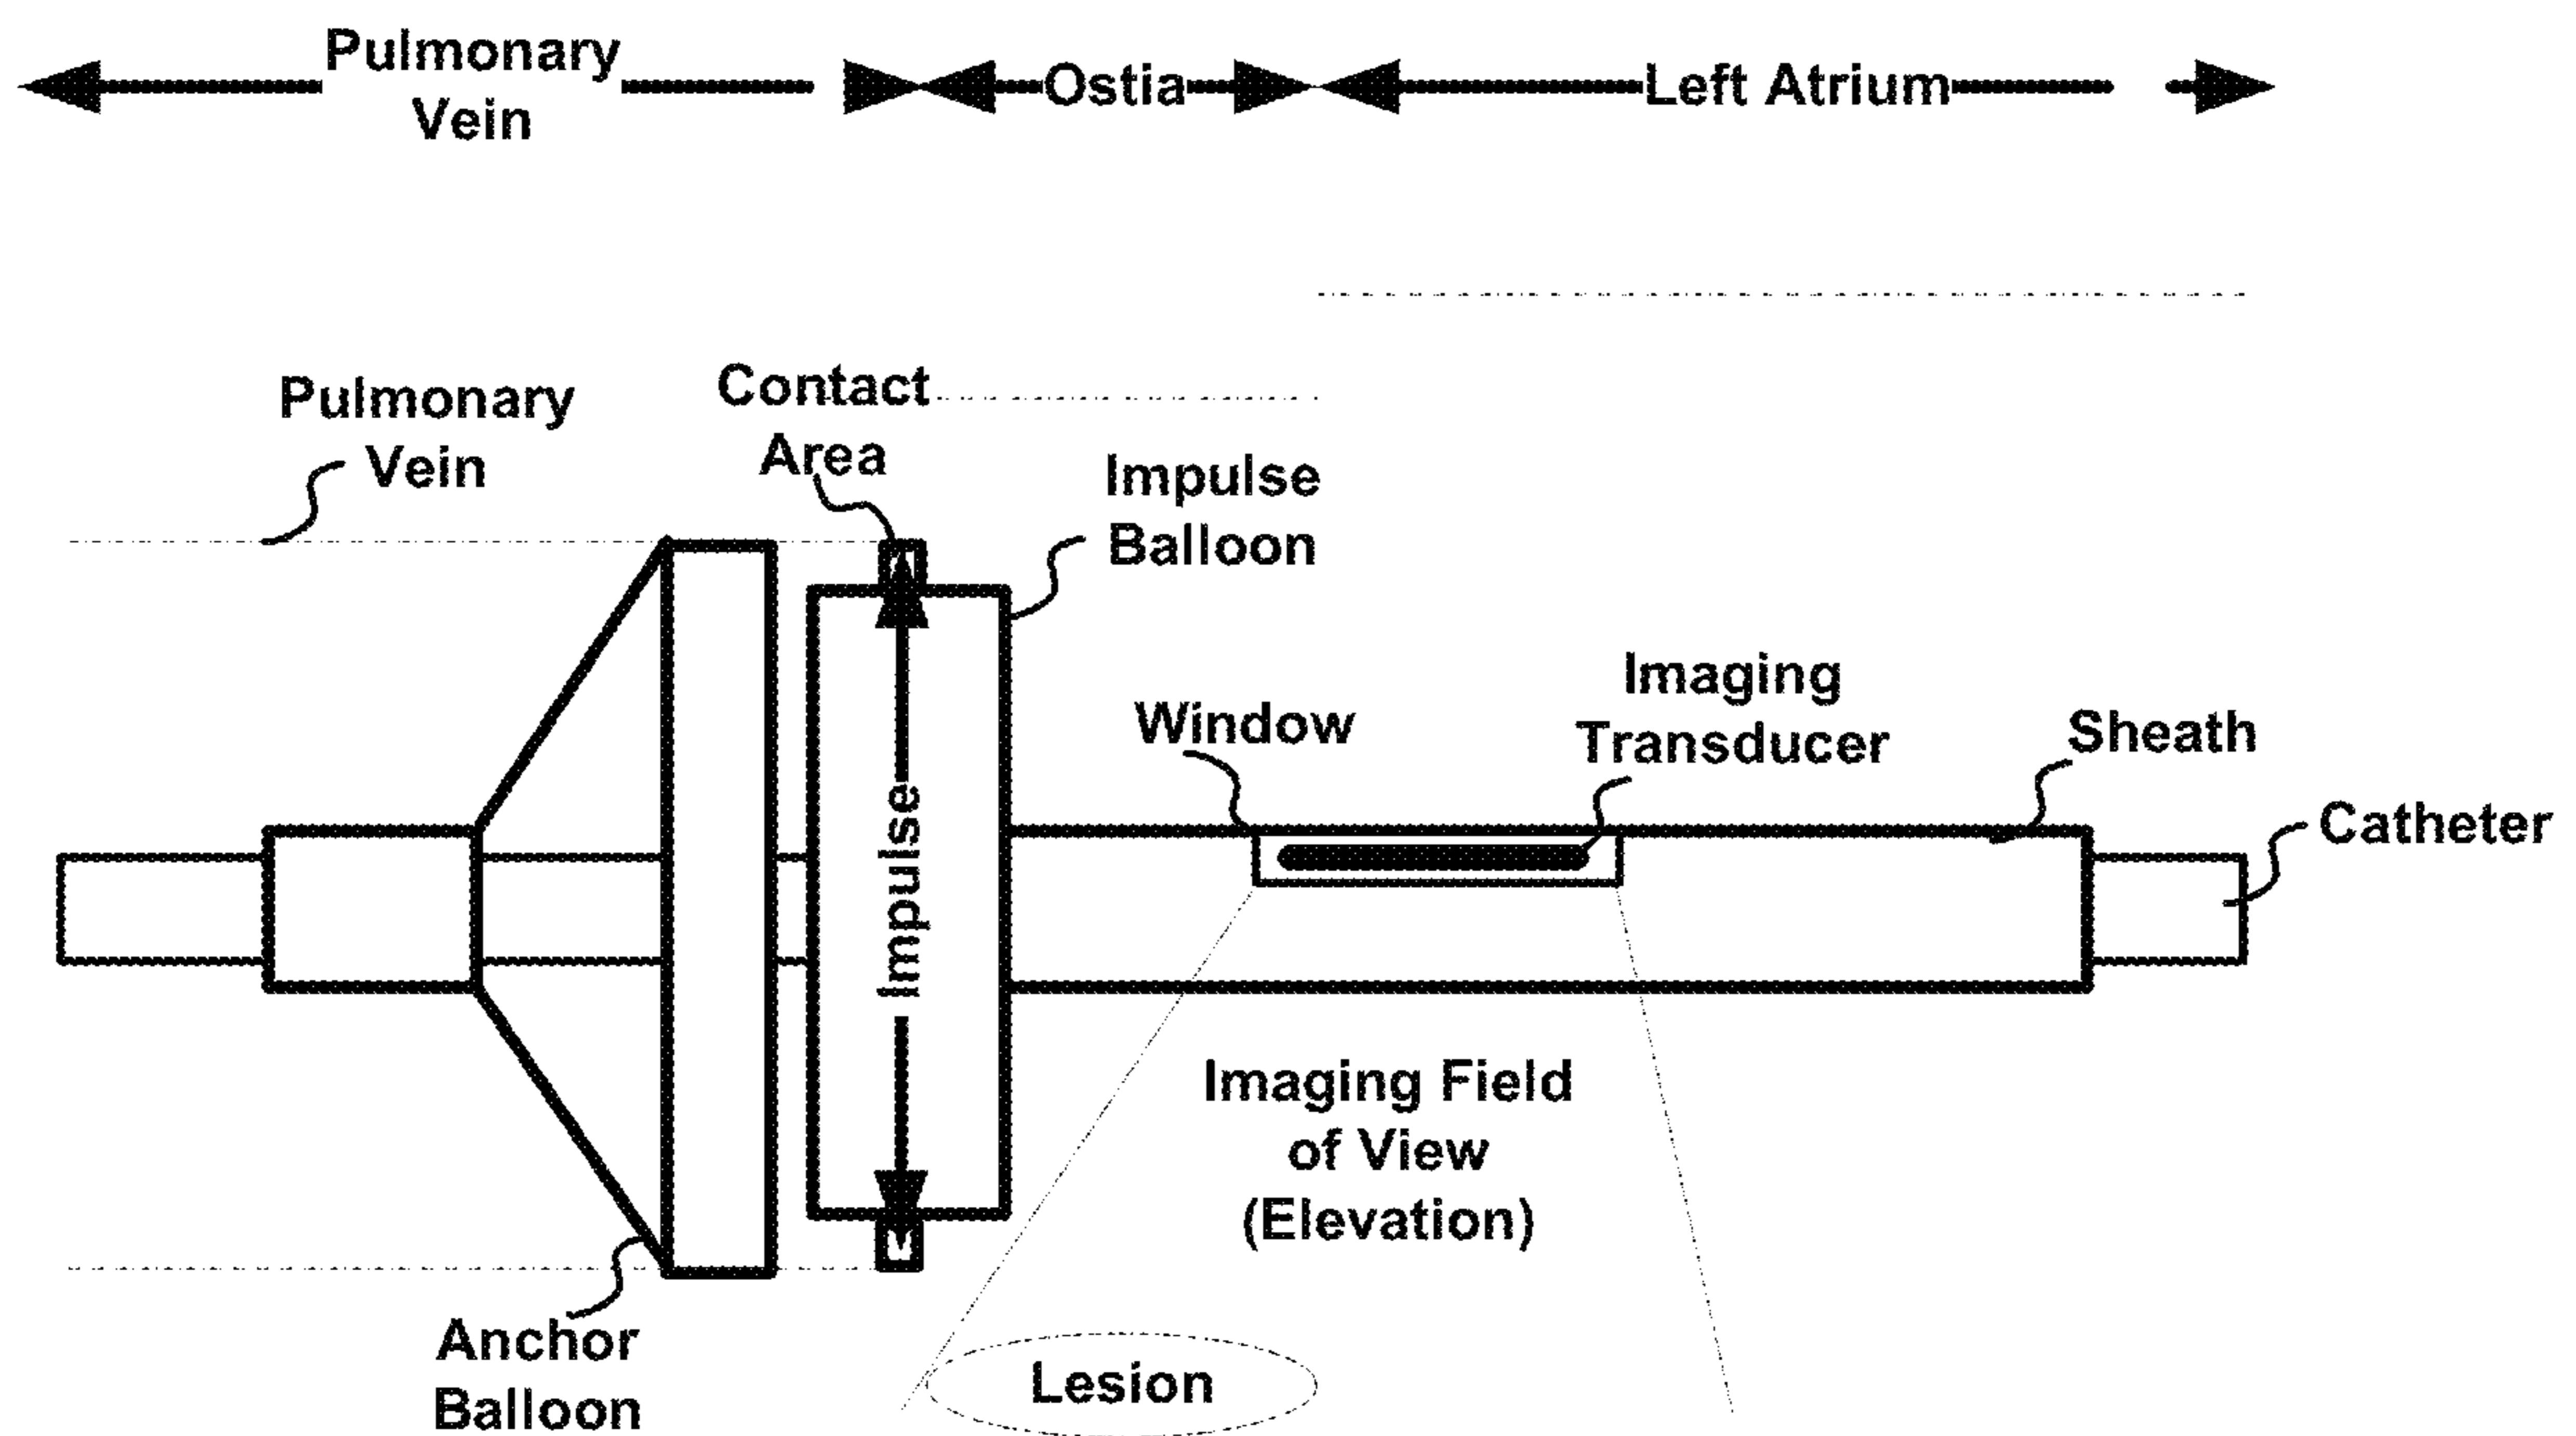 Pulmonary
Vein
Ostia
Left Atrium
Pulmonary
Vein
Contact
Area
Impulse
Balloon
Impulse
Window
Imaging
Transducer
Sheath
Catheter
Imaging Field
of View
(Elevation)
Anchor
Balloon
Lesion